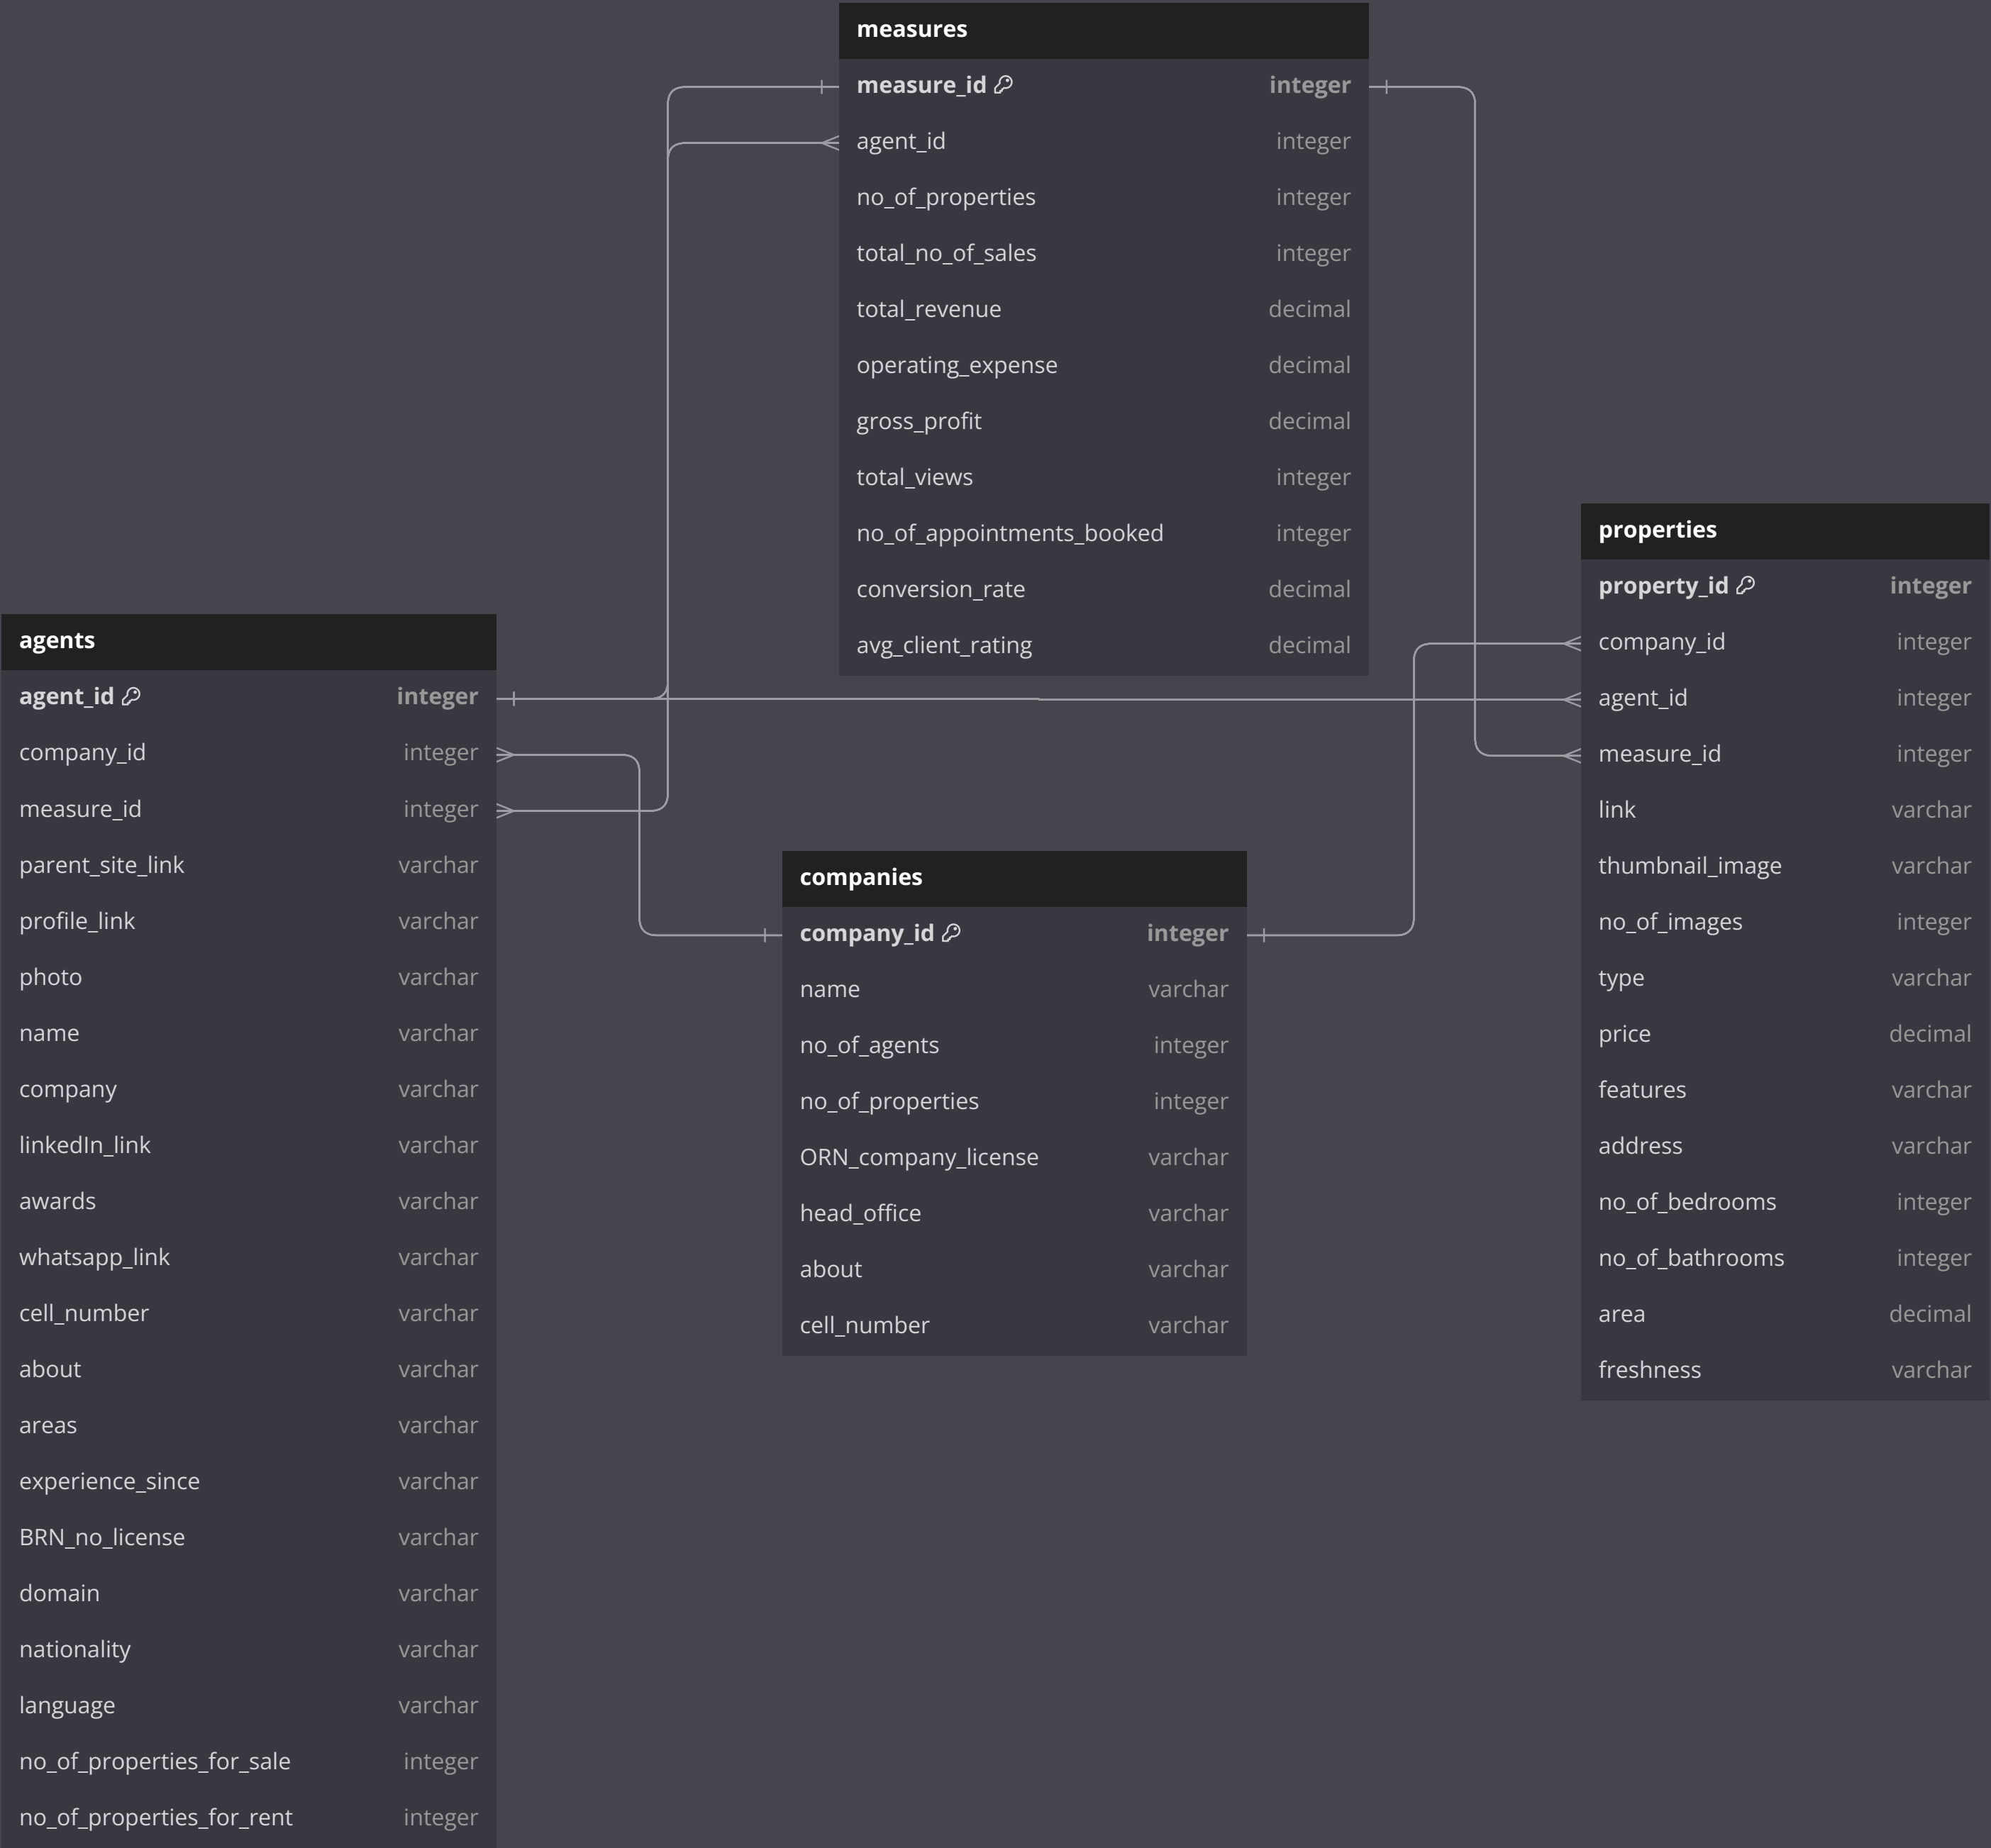 measures
measure_id integer
agent_id integer
no_of_properties integer
total_no_of_sales integer
total_revenue decimal
operating_expense decimal
gross_profit decimal
total_views integer
no_of_appointments_booked integer
conversion_rate decimal
avg_client_rating decimal
agents
agent_id integer
company_id integer
measure_id integer
parent_site_link varchar
profile_link varchar
photo varchar
name varchar
company varchar
linkedIn_link varchar
awards varchar
whatsapp_link varchar
cell_number varchar
about varchar
areas varchar
experience_since varchar
BRN_no_license varchar
domain varchar
nationality varchar
language varchar
no_of_properties_for_sale integer
no_of_properties_for_rent integer
companies
company_id integer
name varchar
no_of_agents integer
no_of_properties integer
ORN_company_license varchar
head_office varchar
about varchar
cell_number varchar
properties
property_id integer
company_id integer
agent_id integer
measure_id integer
link varchar
thumbnail_image varchar
no_of_images integer
type varchar
price decimal
features varchar
address varchar
no_of_bedrooms integer
no_of_bathrooms integer
area decimal
freshness varchar